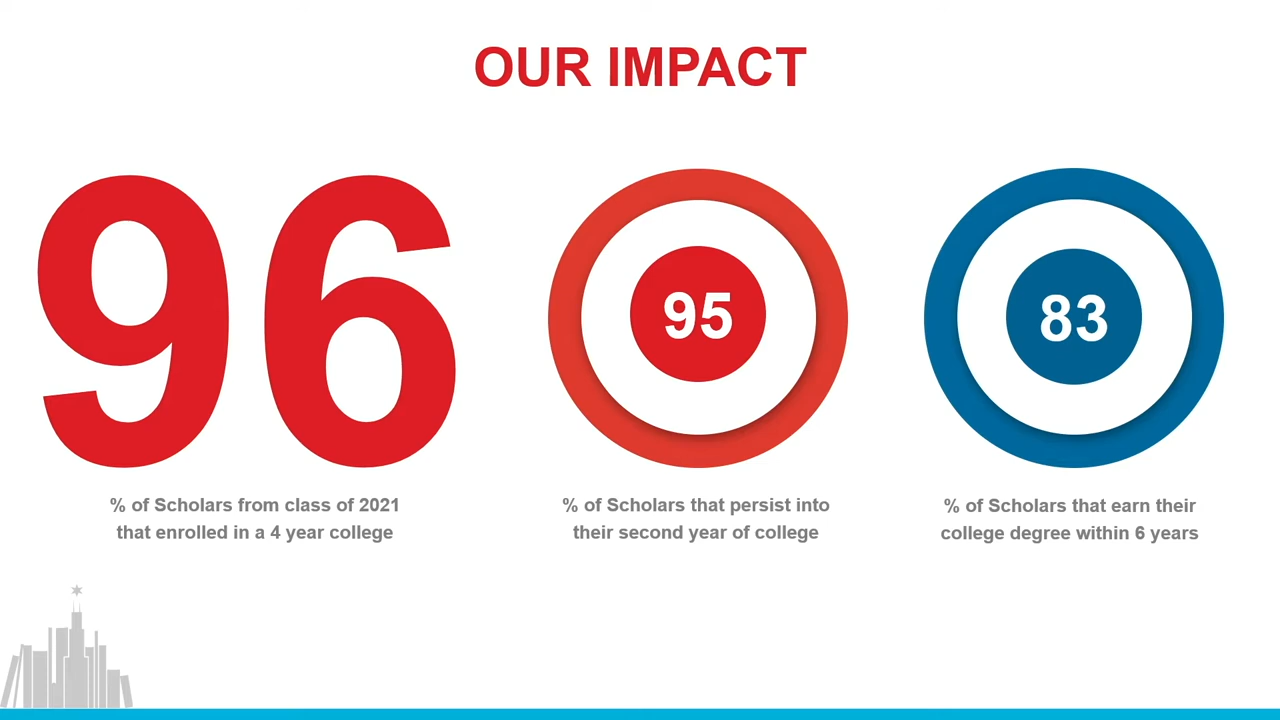 OUR IMPACT
96
% of Scholars from class of 2021
that enrolled in a 4 year college
95
% of Scholars that persist into
their second year of college
83
% of Scholars that earn their
college degree within 6 years